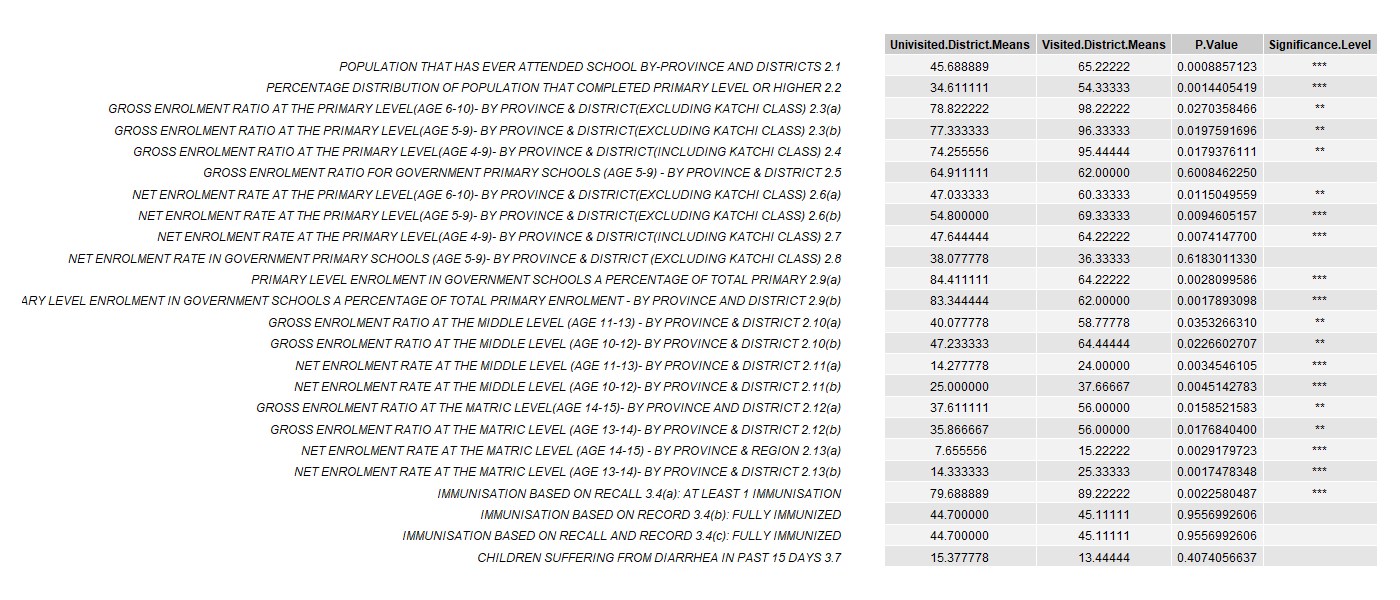 Univisited.District.Means Visited.District.Means P.Value Significance.Level
POPULATION THAT HAS EVER ATTENDED SCHOOL BY-PROVINCE AND DISTRICTS 2.1 45.688889 65.22222 0.0008857123 ***
PERCENTAGE DISTRIBUTION OF POPULATION THAT COMPLETED PRIMARY LEVEL OR HIGHER 2.2 34.611111 54.33333 0.0014405419 ***
GROSS ENROLMENT RATIO AT THE PRIMARY LEVEL(AGE 6-10)- BY PROVINCE & DISTRICT(EXCLUDING KATCHI CLASS) 2.3(a) 78.822222 98.22222 0.0270358466 **
GROSS ENROLMENT RATIO AT THE PRIMARY LEVEL(AGE 5-9)- BY PROVINCE & DISTRICT(EXCLUDING KATCHI CLASS) 2.3(b) 77.333333 96.33333 0.0197591696 **
GROSS ENROLMENT RATIO AT THE PRIMARY LEVEL(AGE 4-9)- BY PROVINCE & DISTRICT(INCLUDING KATCHI CLASS) 2.4 74.255556 95.44444 0.0179376111 **
GROSS ENROLMENT RATIO FOR GOVERNMENT PRIMARY SCHOOLS (AGE 5-9) - BY PROVINCE & DISTRICT 2.5 64.911111 62.00000 0.6008462250
NET ENROLMENT RATE AT THE PRIMARY LEVEL(AGE 6-10)- BY PROVINCE & DISTRICT(EXCLUDING KATCHI CLASS) 2.6(a) 47.033333 60.33333 0.0115049559 **
NET ENROLMENT RATE AT THE PRIMARY LEVEL(AGE 5-9)- BY PROVINCE & DISTRICT(EXCLUDING KATCHI CLASS) 2.6(b) 54.800000 69.33333 0.0094605157 ***
NET ENROLMENT RATE AT THE PRIMARY LEVEL(AGE 4-9)- BY PROVINCE & DISTRICT(INCLUDING KATCHI CLASS) 2.7 47.644444 64.22222 0.0074147700 ***
NET ENROLMENT RATE IN GOVERNMENT PRIMARY SCHOOLS (AGE 5-9)- BY PROVINCE & DISTRICT (EXCLUDING KATCHI CLASS) 2.8 38.077778 36.33333 0.6183011330
PRIMARY LEVEL ENROLMENT IN GOVERNMENT SCHOOLS A PERCENTAGE OF TOTAL PRIMARY 2.9(a) 84.411111 64.22222 0.0028099586 ***
ARY LEVEL ENROLMENT IN GOVERNMENT SCHOOLS A PERCENTAGE OF TOTAL PRIMARY ENROLMENT - BY PROVINCE AND DISTRICT 2.9(b) 83.344444 62.00000 0.0017893098 ***
GROSS ENROLMENT RATIO AT THE MIDDLE LEVEL (AGE 11-13) - BY PROVINCE & DISTRICT 2.10(a) 40.077778 58.77778 0.0353266310 **
GROSS ENROLMENT RATIO AT THE MIDDLE LEVEL (AGE 10-12)- BY PROVINCE & DISTRICT 2.10(b) 47.233333 64.44444 0.0226602707 **
NET ENROLMENT RATE AT THE MIDDLE LEVEL (AGE 11-13)- BY PROVINCE & DISTRICT 2.11(a) 14.277778 24.00000 0.0034546105 ***
NET ENROLMENT RATE AT THE MIDDLE LEVEL (AGE 10-12)- BY PROVINCE & DISTRICT 2.11(b) 25.000000 37.66667 0.0045142783 ***
GROSS ENROLMENT RATIO AT THE MATRIC LEVEL(AGE 14-15)- BY PROVINCE AND DISTRICT 2.12(a) 37.611111 56.00000 0.0158521583 **
GROSS ENROLMENT RATIO AT THE MATRIC LEVEL (AGE 13-14)- BY PROVINCE & DISTRICT 2.12(b) 35.866667 56.00000 0.0176840400 **
NET ENROLMENT RATE AT THE MATRIC LEVEL (AGE 14-15) - BY PROVINCE & REGION 2.13(a) 7.655556 15.22222 0.0029179723 ***
NET ENROLMENT RATE AT THE MATRIC LEVEL (AGE 13-14)- BY PROVINCE & DISTRICT 2.13(b) 14.333333 25.33333 0.0017478348 ***
IMMUNISATION BASED ON RECALL 3.4(a): AT LEAST 1 IMMUNISATION 79.688889 89.22222 0.0022580487 ***
IMMUNISATION BASED ON RECORD 3.4(b): FULLY IMMUNIZED 44.700000 45.11111 0.9556992606
IMMUNISATION BASED ON RECALL AND RECORD 3.4(c): FULLY IMMUNIZED 44.700000 45.11111 0.9556992606
CHILDREN SUFFERING FROM DIARRHEA IN PAST 15 DAYS 3.7 15.377778 13.44444 0.4074056637